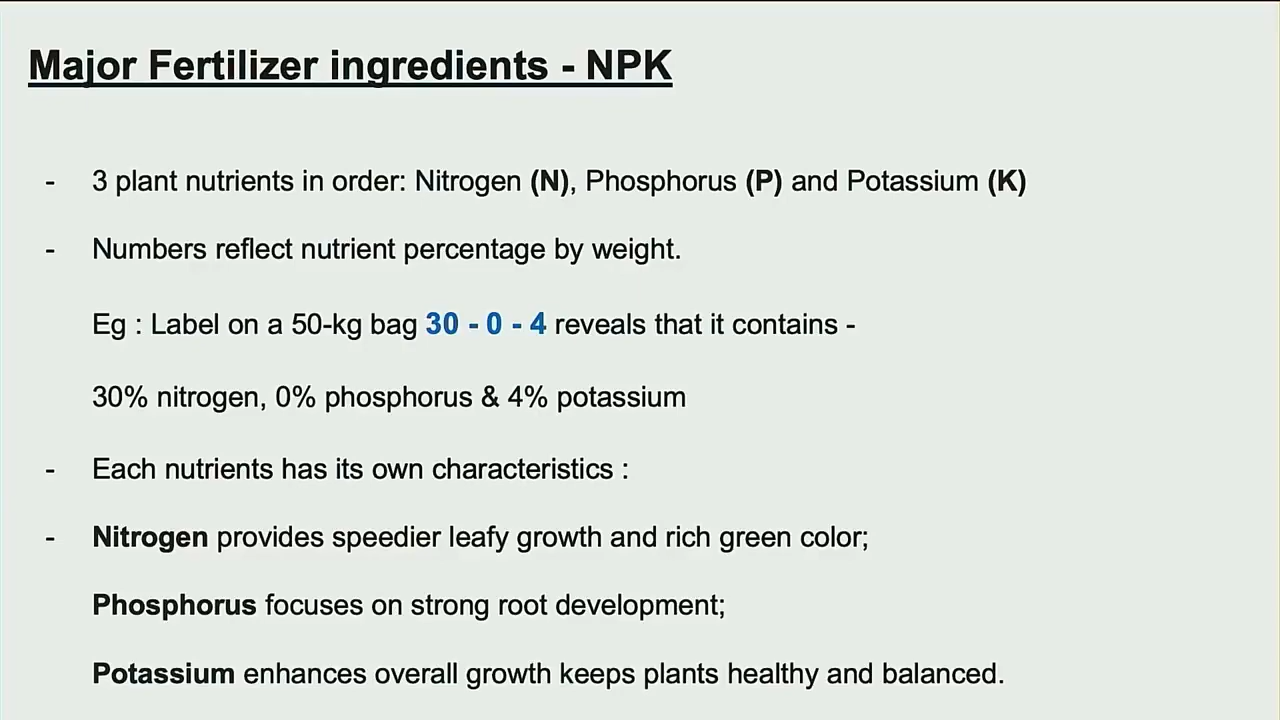 Major Fertilizer ingredients - NPK
- 3 plant nutrients in order: Nitrogen (N), Phosphorus (P) and Potassium (K)
- Numbers reflect nutrient percentage by weight.
Eg : Label on a 50-kg bag 30 - 0 - 4 reveals that it contains -
30% nitrogen, 0% phosphorus & 4% potassium
- Each nutrients has its own characteristics :
- Nitrogen provides speedier leafy growth and rich green color;
Phosphorus focuses on strong root development;
Potassium enhances overall growth keeps plants healthy and balanced.